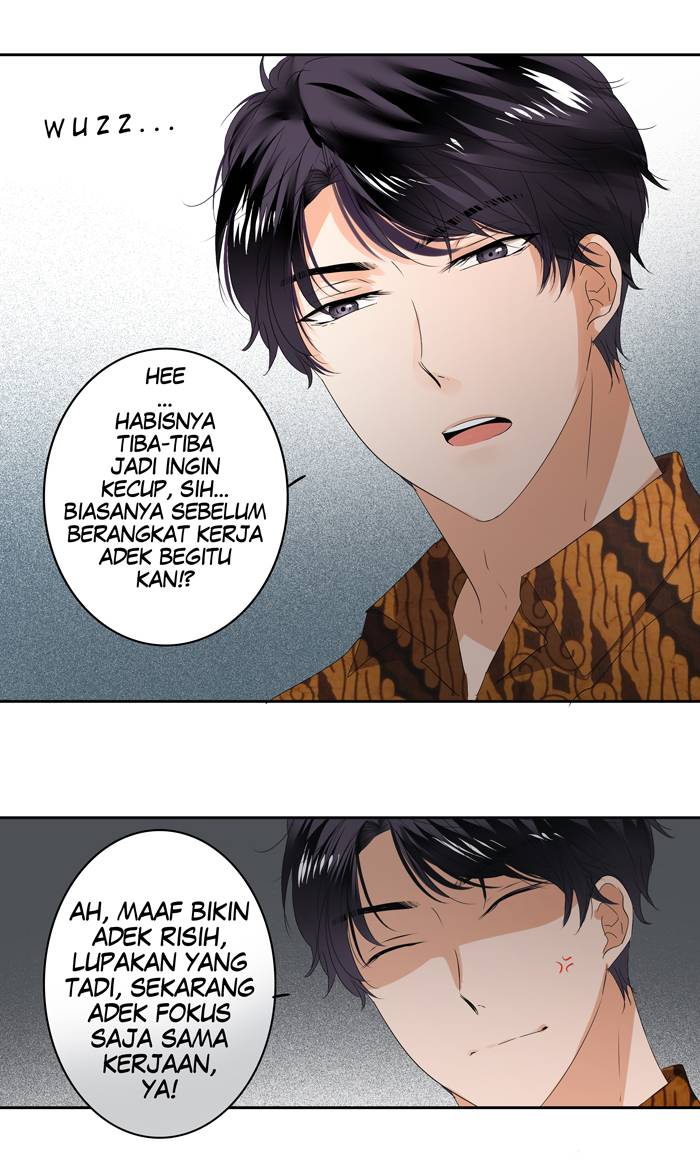 WUZZ...
HEE
...
HABISNYA
TIBA-TIBA
JADI INGIN
KECUP, SIH...
BIASANYA SEBELUM
BERANGKAT KERJA
ADEK BEGITU
KAN!?
AH, MAAF BIKIN
ADEK RISIH,
LUPAKAN YANG
TADI, SEKARANG
ADEK FOKUS
SAJA SAMA
KERJAAN,
YA!